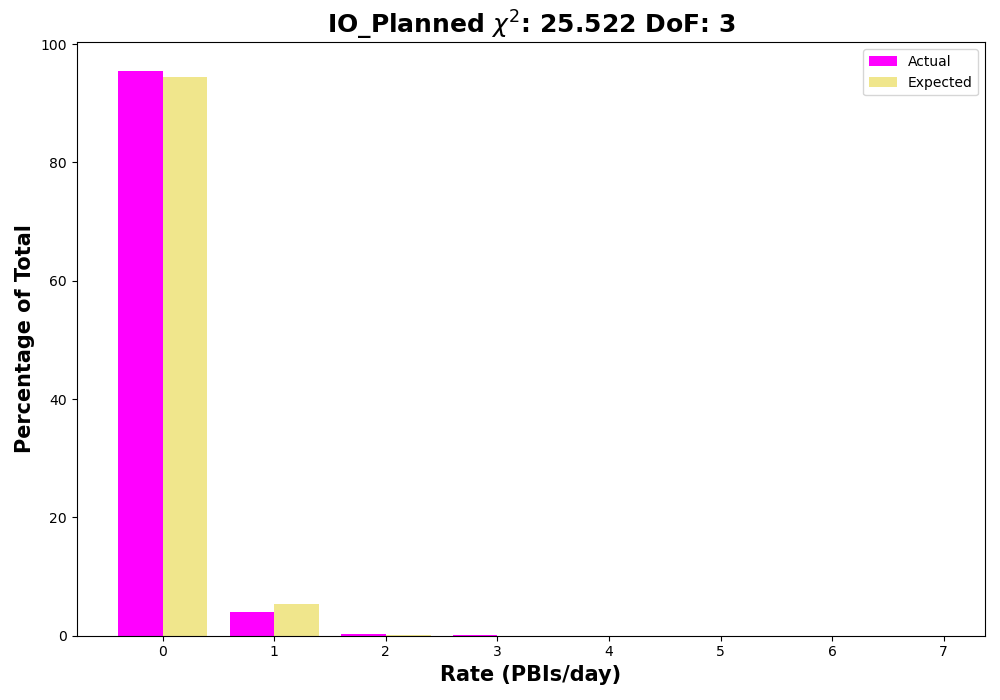 IO_Planned χ²: 25.522 DoF: 3
Actual
Expected
Percentage of Total
100
80
60
40
20
0
0 1 2 3 4 5 6 7
Rate (PBIs/day)